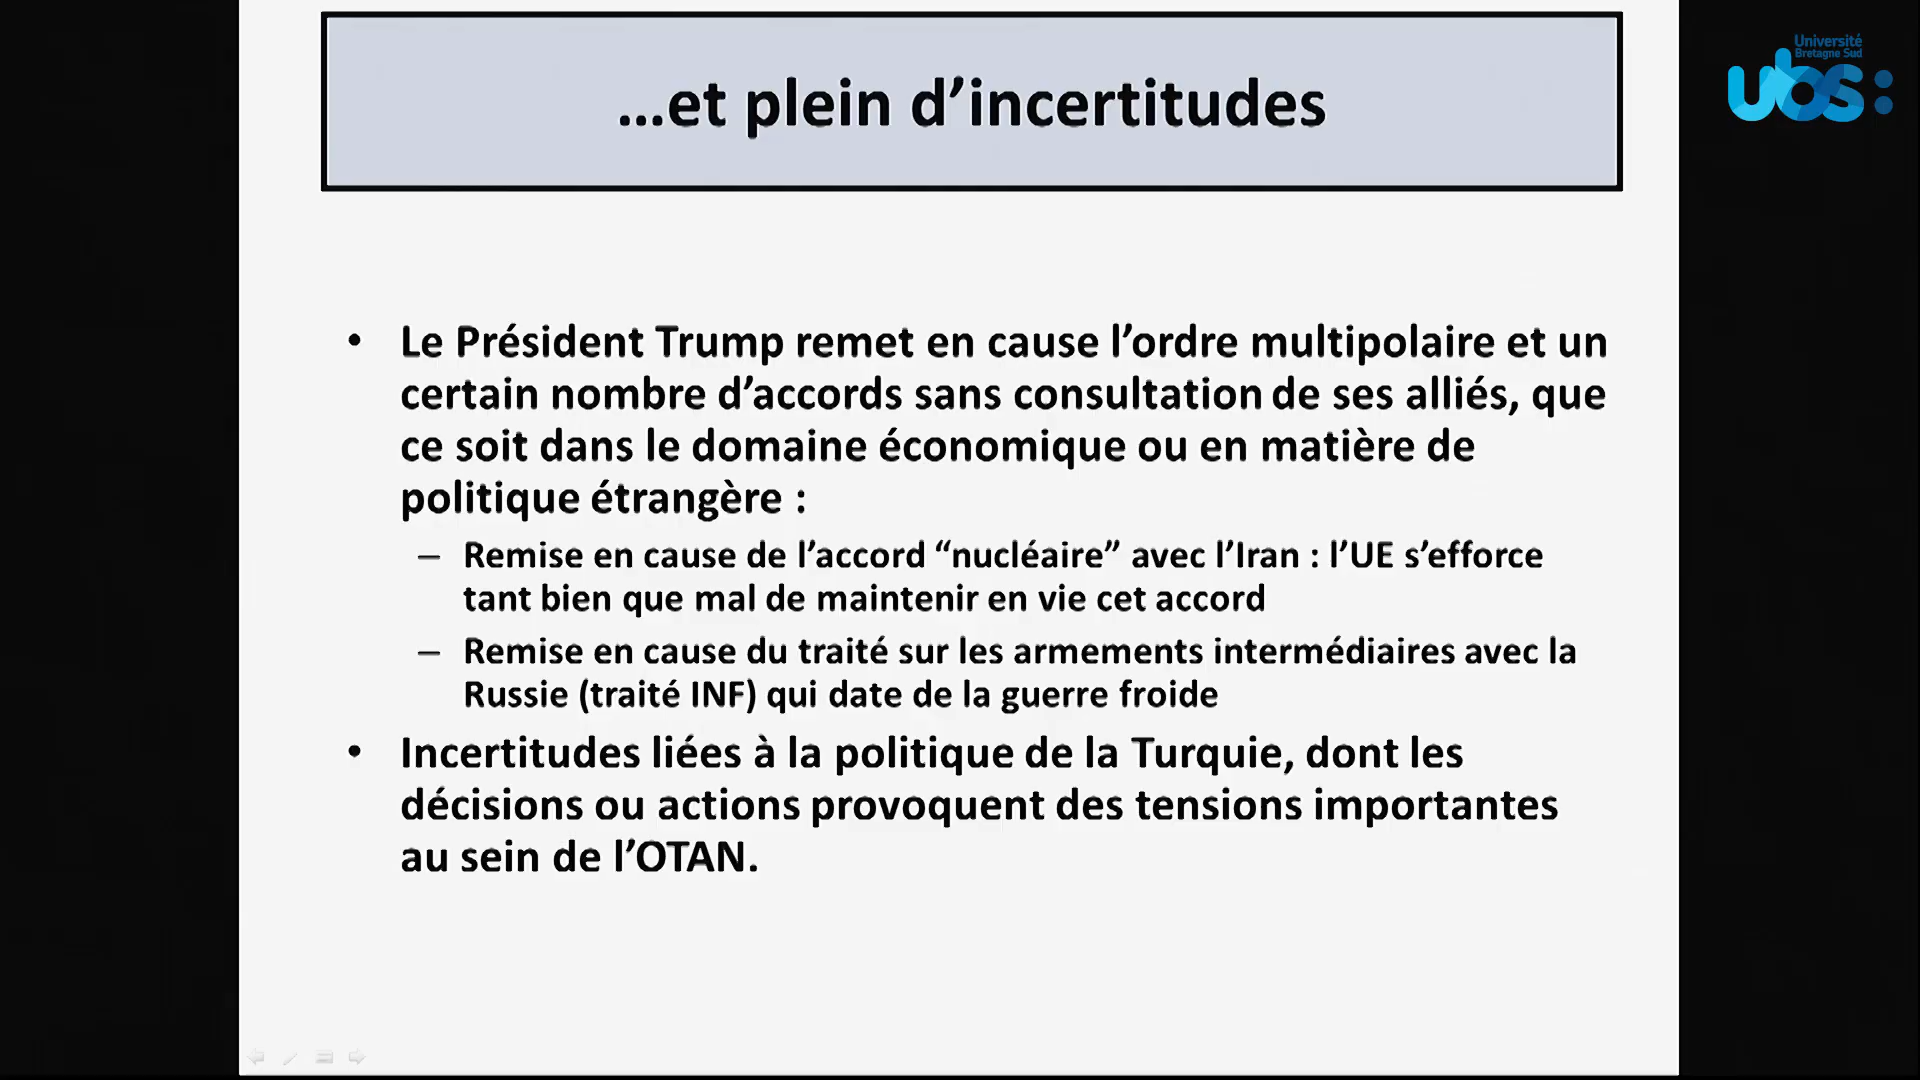 …et plein d’incertitudes
Université
Bretagne Sud
ubs:
• Le Président Trump remet en cause l’ordre multipolaire et un
certain nombre d’accords sans consultation de ses alliés, que
ce soit dans le domaine économique ou en matière de
politique étrangère :
– Remise en cause de l’accord “nucléaire” avec l’Iran : l’UE s’efforce
tant bien que mal de maintenir en vie cet accord
– Remise en cause du traité sur les armements intermédiaires avec la
Russie (traité INF) qui date de la guerre froide
• Incertitudes liées à la politique de la Turquie, dont les
décisions ou actions provoquent des tensions importantes
au sein de l’OTAN.